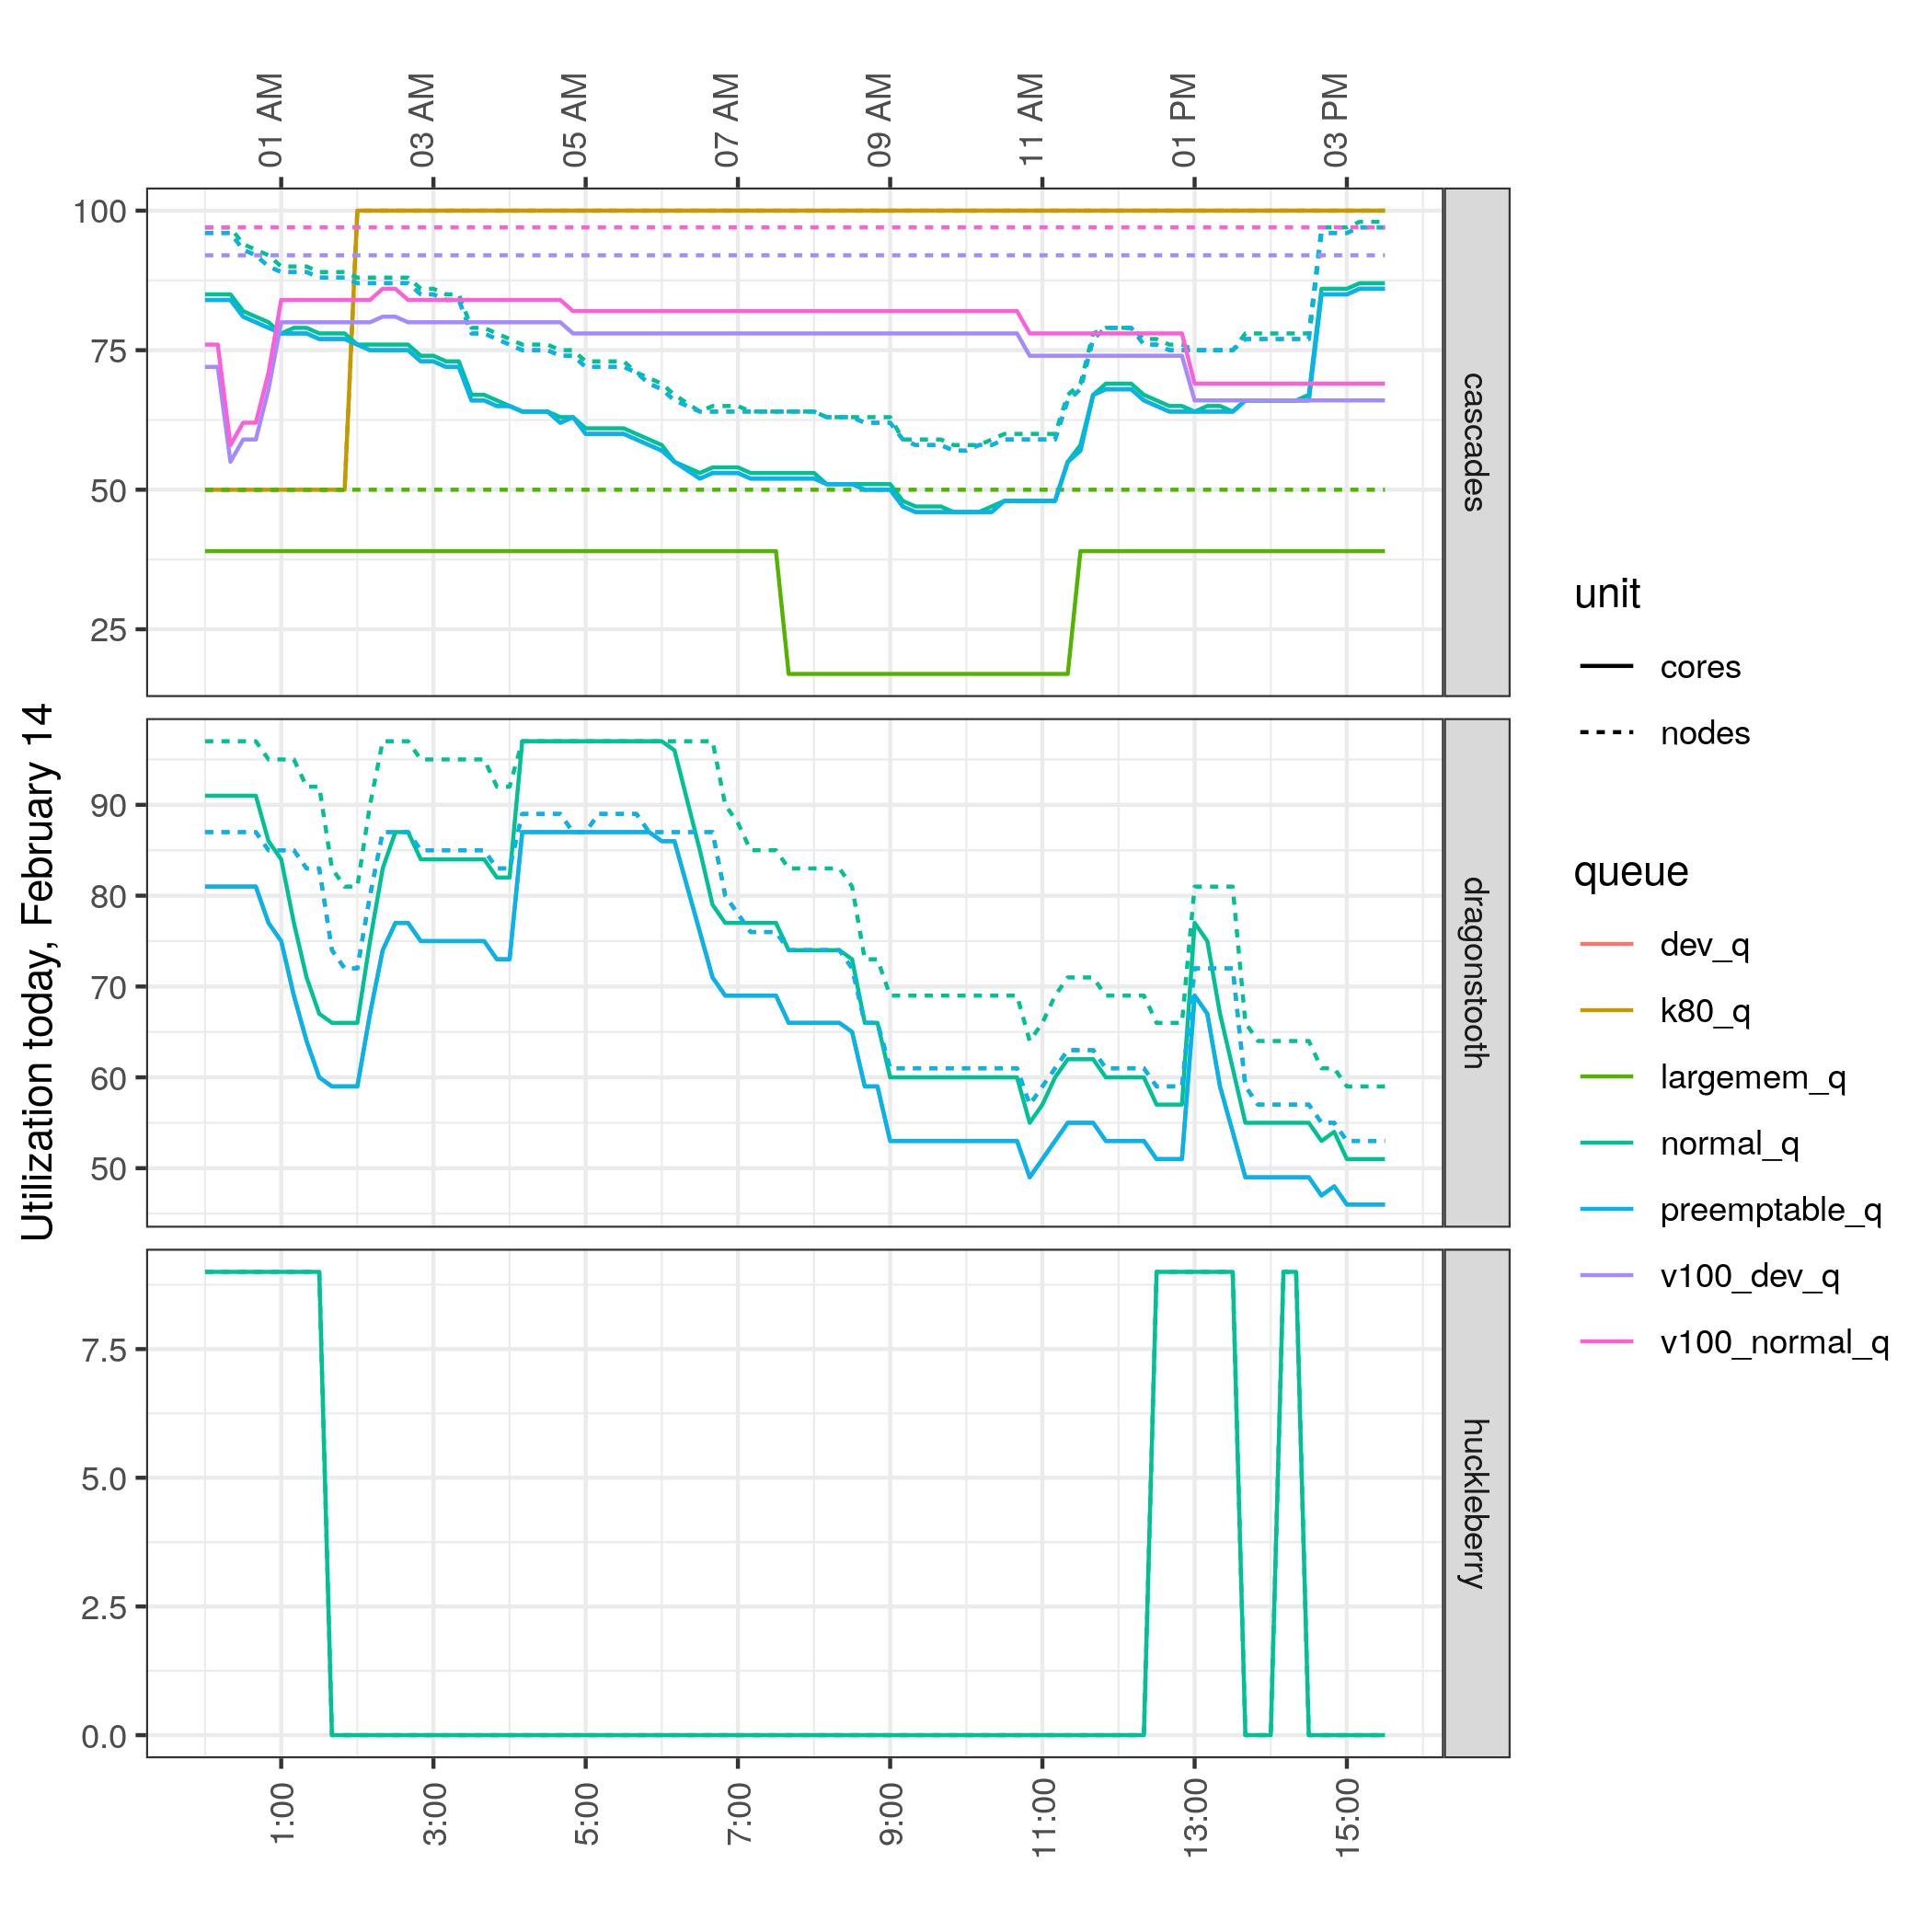 01 AM
03 AM
05 AM
07 AM
09 AM
11 AM
01 PM
03 PM
Utilization today, February 14
100
75
50
25
cascades
90
80
70
60
50
dragonstooth
7.5
5.0
2.5
0.0
huckleberry
1:00
3:00
5:00
7:00
9:00
11:00
13:00
15:00
unit
cores
nodes
queue
dev_q
k80_q
largemem_q
normal_q
preemptable_q
v100_dev_q
v100_normal_q